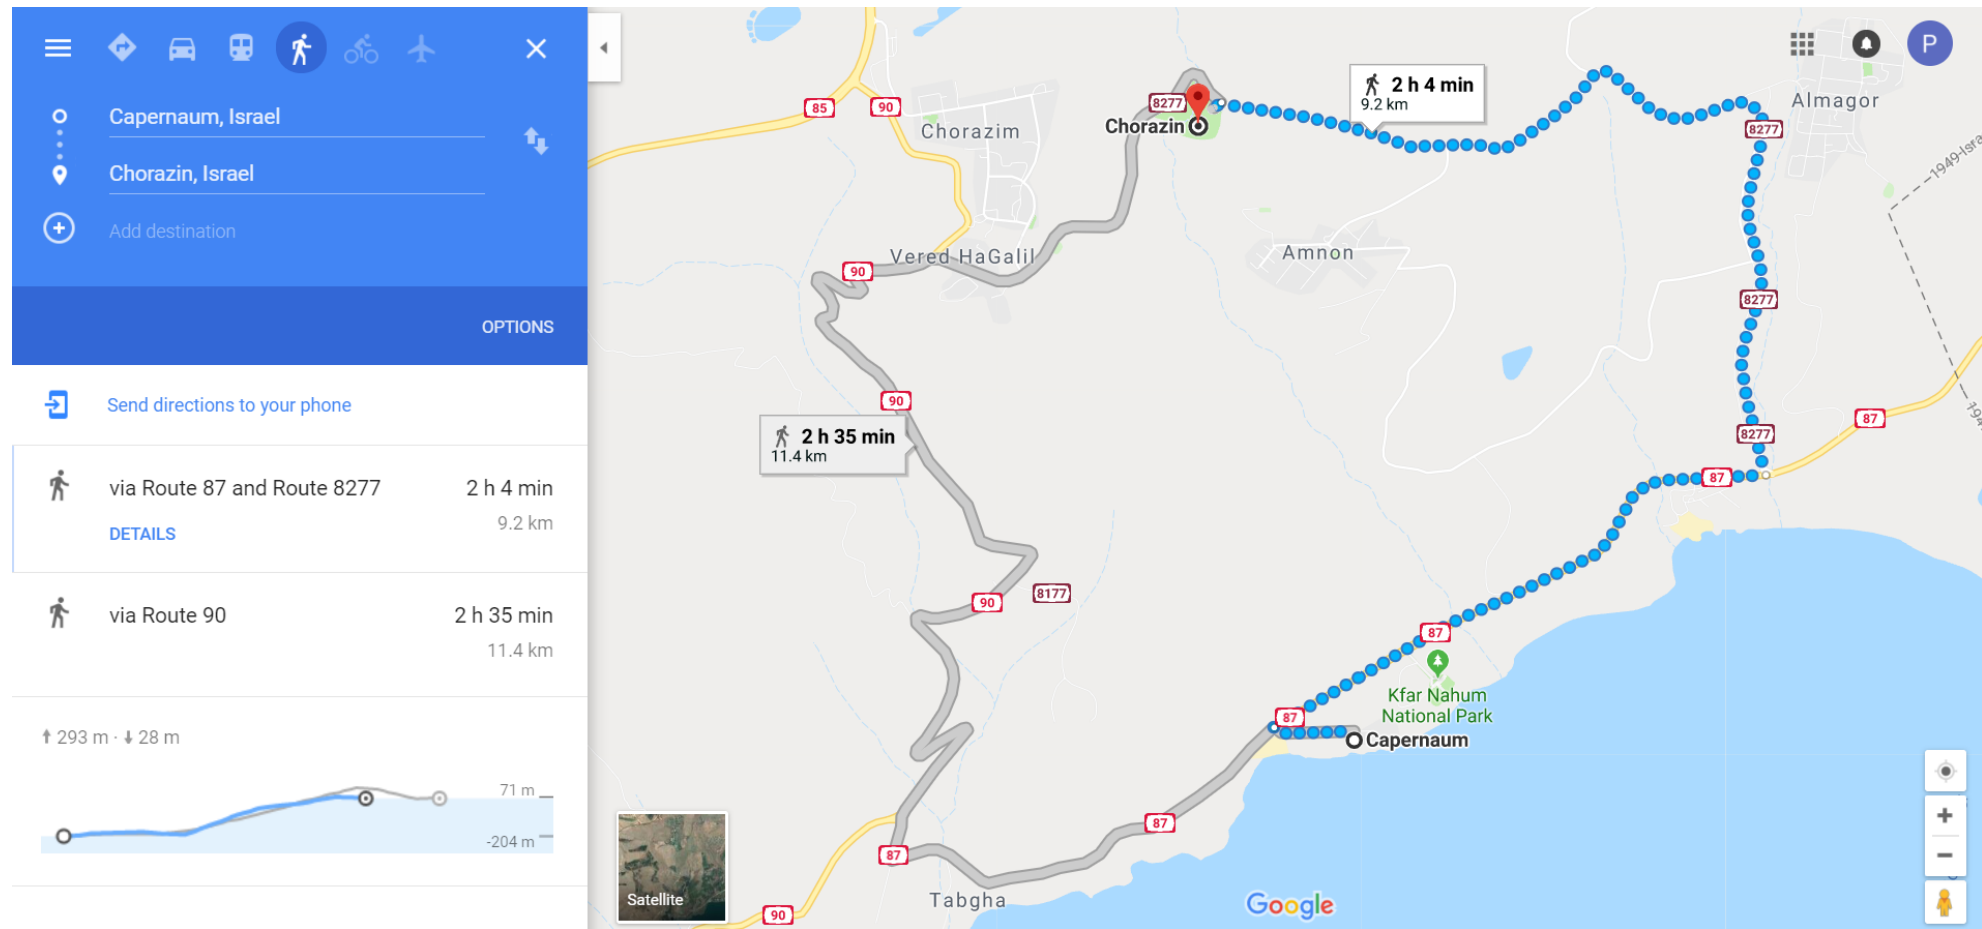 Capernaum, Israel
Chorazin, Israel
Add destination
OPTIONS
Send directions to your phone
via Route 87 and Route 8277
2 h 4 min
9.2 km
DETAILS
via Route 90
2 h 35 min
11.4 km
293 m · 28 m
71 m
-204 m
P
2 h 4 min
9.2 km
Almagor
85
90
8277
Chorazim
Chorazin
8277
1949-Isra
Vered HaGalil
Amnon
90
8277
90
2 h 35 min
11.4 km
87
8277
87
90
8177
87
Kfar Nahum
National Park
87
Capernaum
87
87
Tabgha
90
Satellite
Google